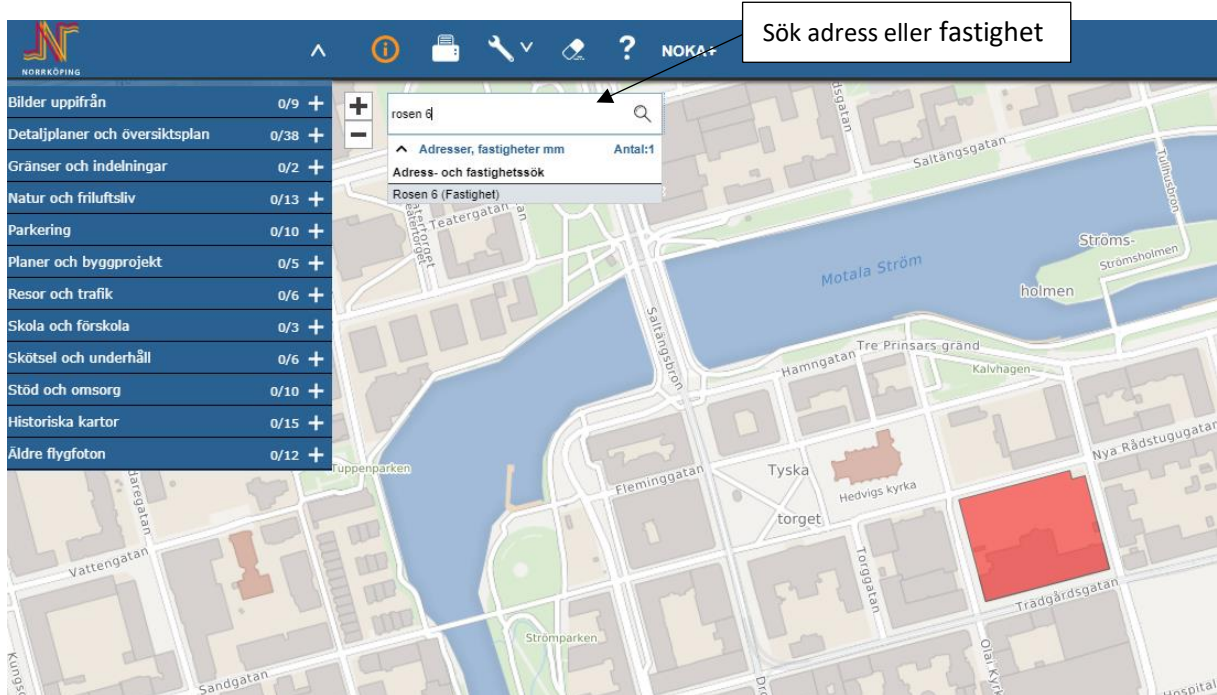 Sök adress eller fastighet
NORRKÖPING
NOKA+
Bilder uppifrån 0/9
Detaljplaner och översiktsplan 0/38
Gränser och indelningar 0/2
Natur och friluftsliv 0/13
Parkering 0/10
Planer och byggprojekt 0/5
Resor och trafik 0/6
Skola och förskola 0/3
Skötsel och underhåll 0/6
Stöd och omsorg 0/10
Historiska kartor 0/15
Äldre flygfoton 0/12
rosen 6
Adresser, fastigheter mm Antal:1
Adress- och fastighetssök
Rosen 6 (Fastighet)
Teatergatan
Saltängsgatan
Tullhusbron
Ströms-
holmen
Strömsholmen
Motala Ström
Saltängsbron
Tre Prinsars gränd
Hamngatan
Kalvhagen
Nya Rådstugugatan
Tuppenparken
Fleminggatan
Tyska
torget
Hedvigs kyrka
Vattengatan
Torggatan
Trädgårdsgatan
Strömparken
Sandgatan
Olai Kyrk
Hospital